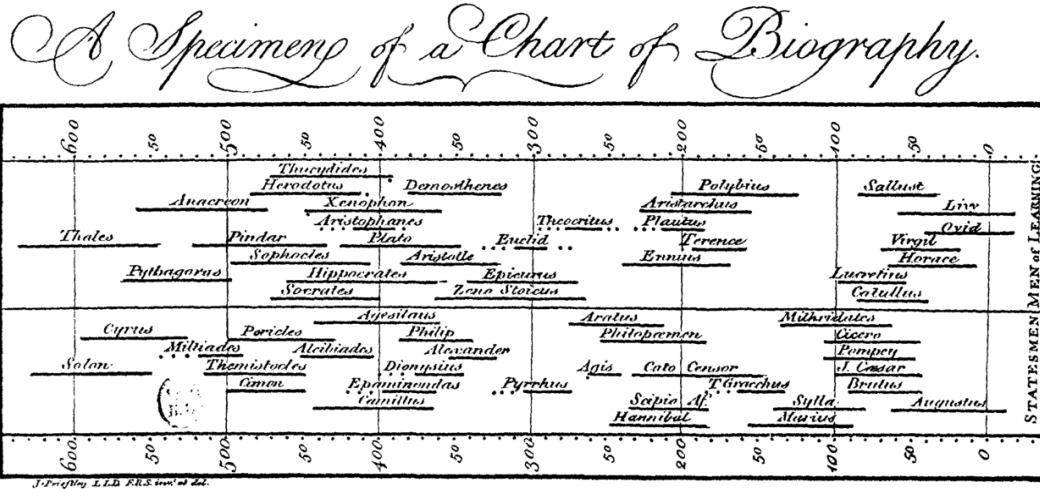 A Specimen of a Chart of Biography.
600 50 500 50 400 50 300 50 200 50 100 50 0
Thucydides
Herodotus Demosthenes Polybius Sallust
Anacreon Xenophon Aristarchus Livy
Aristophanes Theocritus Plautus Ovid
Thales Pindar Plato Euclid Terence Virgil
Sophocles Aristotle Ennius Horace
Pythagoras Hippocrates Epicurus Lucretius
Socrates Zeno Stoicus Catullus
MEN of LEARNING
Agesilaus Aratus Mithridates
Cyrus Pericles Philip Philopœmen Cicero
Miltiades Alcibiades Alexander Pompey
Solon Themistocles Dionysius Agis Cato Censor J. Cæsar
Cimon Epaminondas Pyrrhus T Gracchus Brutus
Camillus Scipio Af. Sylla Augustus
Hannibal Marius
STATESMEN
600 50 500 50 400 50 300 50 200 50 100 50 0
J. Priestley L.L.D. F.R.S. inv.t et del.